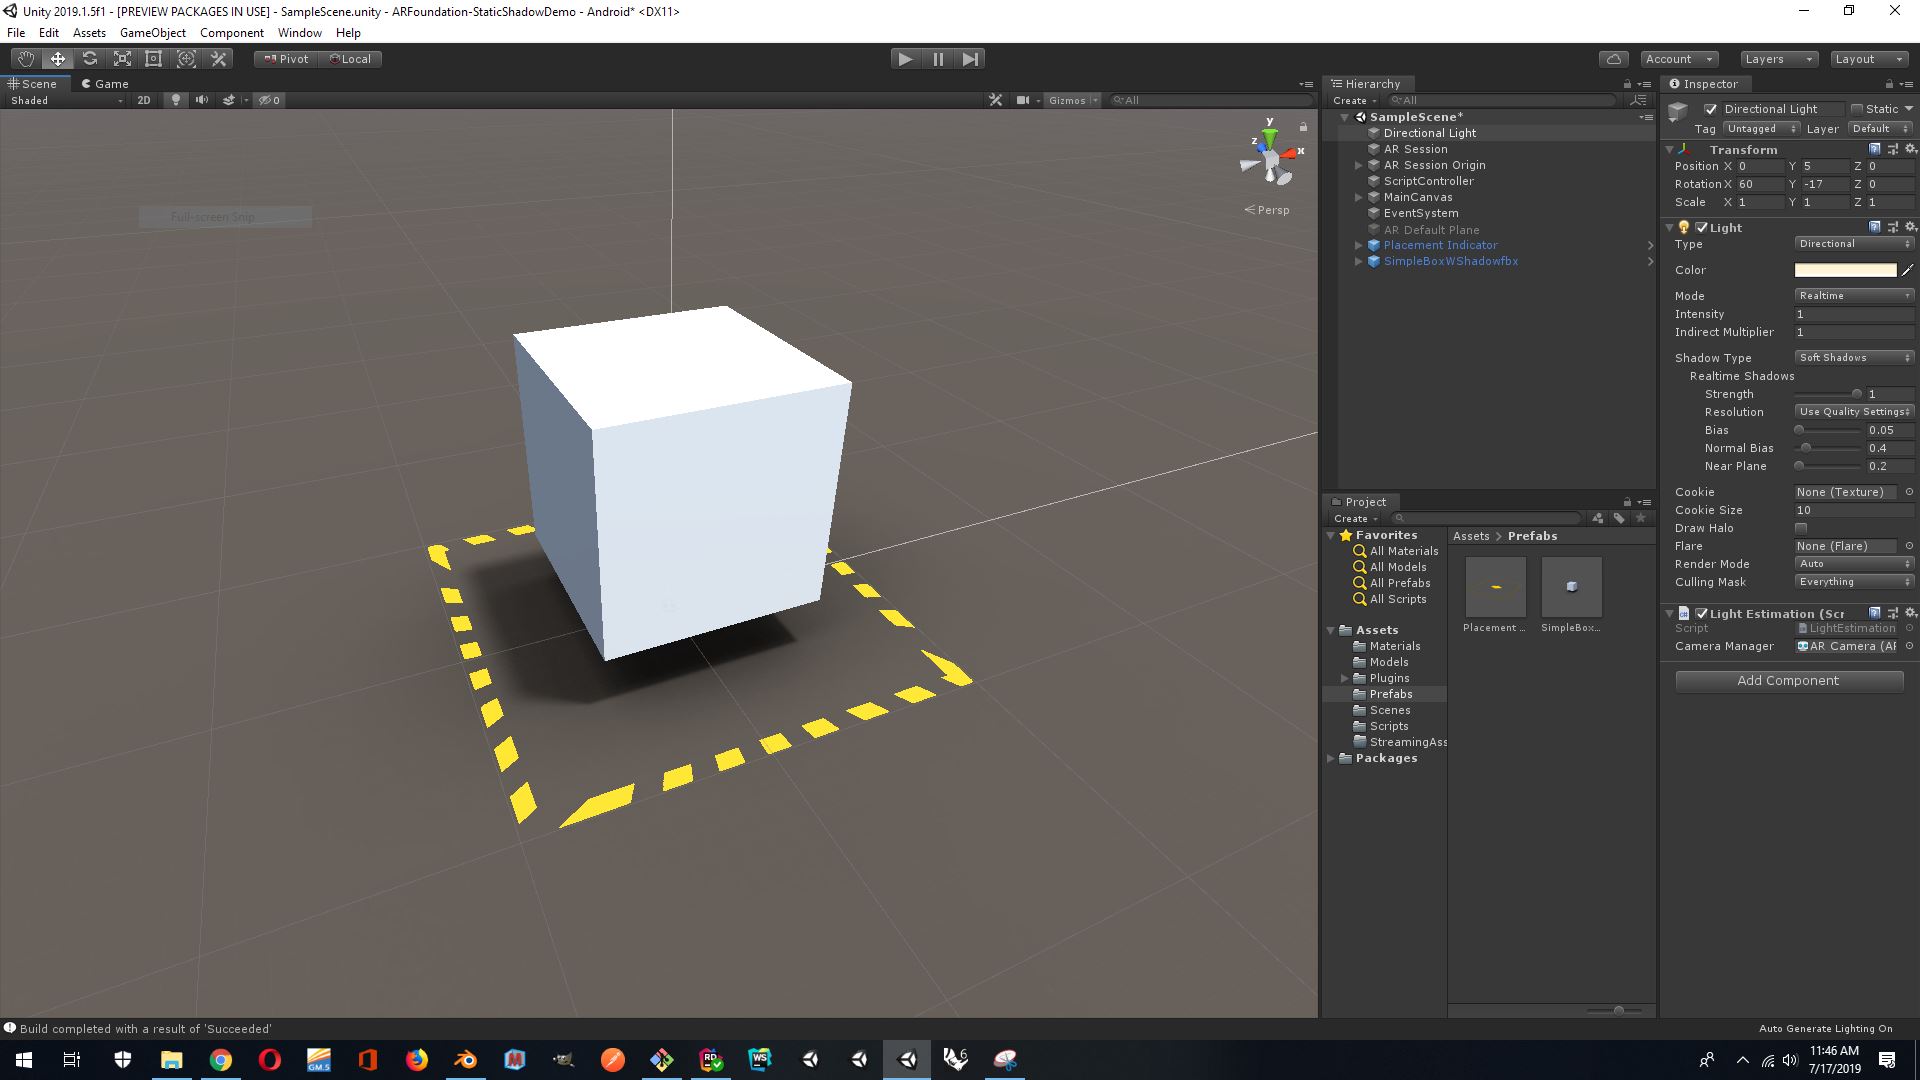 Unity 2019.1.5f1 - [PREVIEW PACKAGES IN USE] - SampleScene.unity - ARFoundation-StaticShadowDemo - Android* <DX11>
File Edit Assets GameObject Component Window Help
Pivot Local
Account Layers Layout
Scene Game
Shaded 2D 0 Gizmos All
Full-screen Snip
y
z x
Persp
Hierarchy
Create All
SampleScene*
Directional Light
AR Session
AR Session Origin
ScriptController
MainCanvas
EventSystem
AR Default Plane
Placement Indicator
SimpleBoxWShadowfbx
Project
Create
Favorites
All Materials
All Models
All Prefabs
All Scripts
Assets
Materials
Models
Plugins
Prefabs
Scenes
Scripts
StreamingAss
Packages
Assets > Prefabs
Placement ... SimpleBox...
Inspector
Directional Light Static
Tag Untagged Layer Default
Transform
Position X 0 Y 5 Z 0
Rotation X 60 Y -17 Z 0
Scale X 1 Y 1 Z 1
Light
Type Directional
Color
Mode Realtime
Intensity 1
Indirect Multiplier 1
Shadow Type Soft Shadows
Realtime Shadows
Strength 1
Resolution Use Quality Settings
Bias 0.05
Normal Bias 0.4
Near Plane 0.2
Cookie None (Texture)
Cookie Size 10
Draw Halo
Flare None (Flare)
Render Mode Auto
Culling Mask Everything
Light Estimation (Scr
Script LightEstimation
Camera Manager AR Camera (AF
Add Component
Build completed with a result of 'Succeeded'
Auto Generate Lighting On
GM:5
RD
WS
6
11:46 AM
7/17/2019